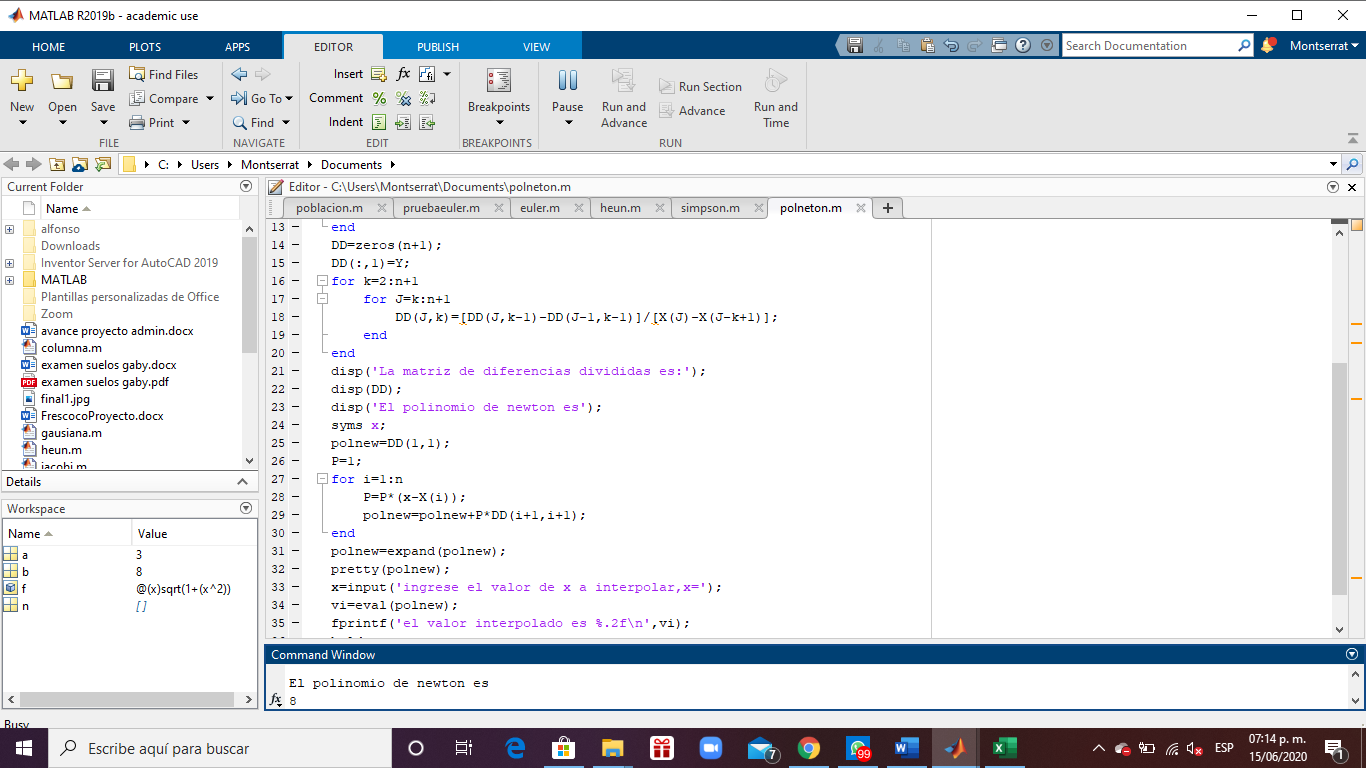 MATLAB R2019b - academic use
HOME PLOTS APPS EDITOR PUBLISH VIEW Search Documentation Montserrat
New Open Save Find Files Compare Print
Go To Find
Insert fx
Comment
Indent
Breakpoints Pause Run and Advance Run Section Advance Run and Time
FILE NAVIGATE EDIT BREAKPOINTS RUN
C: Users Montserrat Documents
Current Folder
Name
alfonso
Downloads
Inventor Server for AutoCAD 2019
MATLAB
Plantillas personalizadas de Office
Zoom
avance proyecto admin.docx
columna.m
examen suelos gaby.docx
examen suelos gaby.pdf
final1.jpg
FrescocoProyecto.docx
gausiana.m
heun.m
jacobi.m
Details
Workspace
Name Value
a 3
b 8
f @(x)sqrt(1+(x^2))
n []
Editor - C:\Users\Montserrat\Documents\polneton.m
poblacion.m pruebaeuler.m euler.m heun.m simpson.m polneton.m
13 – end
14 – DD=zeros(n+1);
15 – DD(:,1)=Y;
16 – for k=2:n+1
17 – for J=k:n+1
18 – DD(J,k)=[DD(J,k-1)-DD(J-1,k-1)]/[X(J)-X(J-k+1)];
19 – end
20 – end
21 – disp('La matriz de diferencias divididas es:');
22 – disp(DD);
23 – disp('El polinomio de newton es');
24 – syms x;
25 – polnew=DD(1,1);
26 – P=1;
27 – for i=1:n
28 – P=P*(x-X(i));
29 – polnew=polnew+P*DD(i+1,i+1);
30 – end
31 – polnew=expand(polnew);
32 – pretty(polnew);
33 – x=input('ingrese el valor de x a interpolar,x=');
34 – vi=eval(polnew);
35 – fprintf('el valor interpolado es %.2f\n',vi);
Command Window
El polinomio de newton es
fx 8
Busy
Escribe aquí para buscar
7
99
ESP
07:14 p. m.
15/06/2020
1